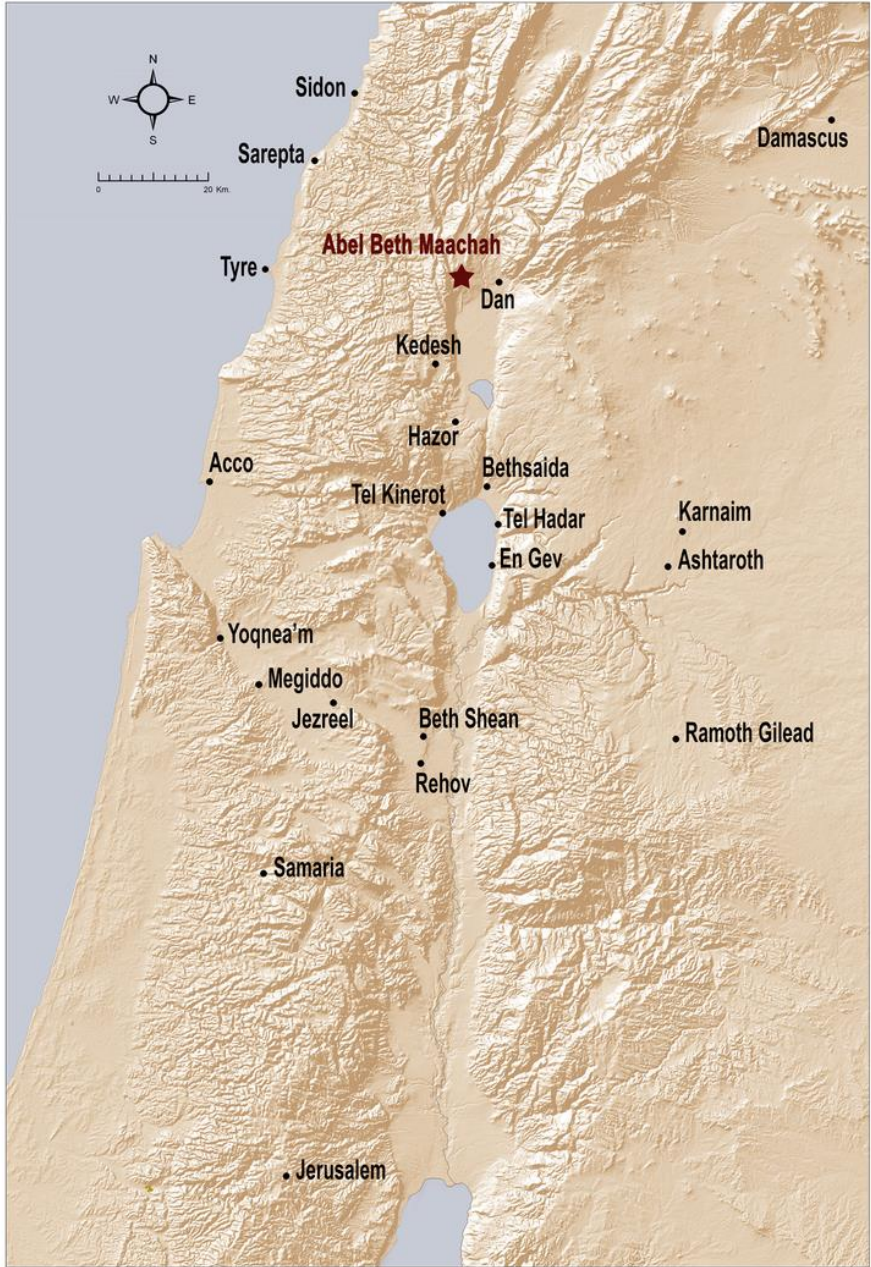 N
Sidon
W E
Damascus
S
Sarepta
0 20 Km.
Abel Beth Maachah
Tyre
Dan
Kedesh
Hazor
Acco
Bethsaida
Tel Kinerot
Karnaim
Tel Hadar
En Gev
Ashtaroth
Yoqnea'm
Megiddo
Jezreel
Beth Shean
Ramoth Gilead
Rehov
Samaria
Jerusalem